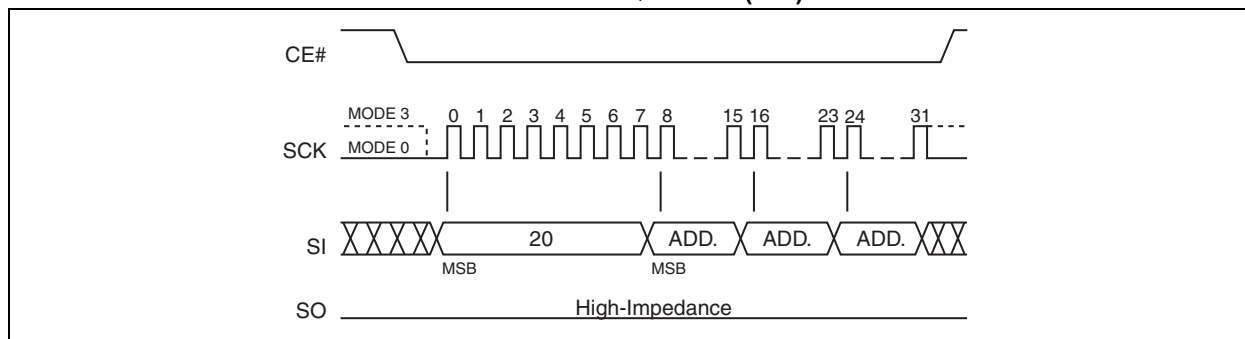 CE#
MODE 3
0 1 2 3 4 5 6 7 8 15 16 23 24 31
SCK MODE 0
SI 20 ADD. ADD. ADD.
MSB MSB
SO High-Impedance